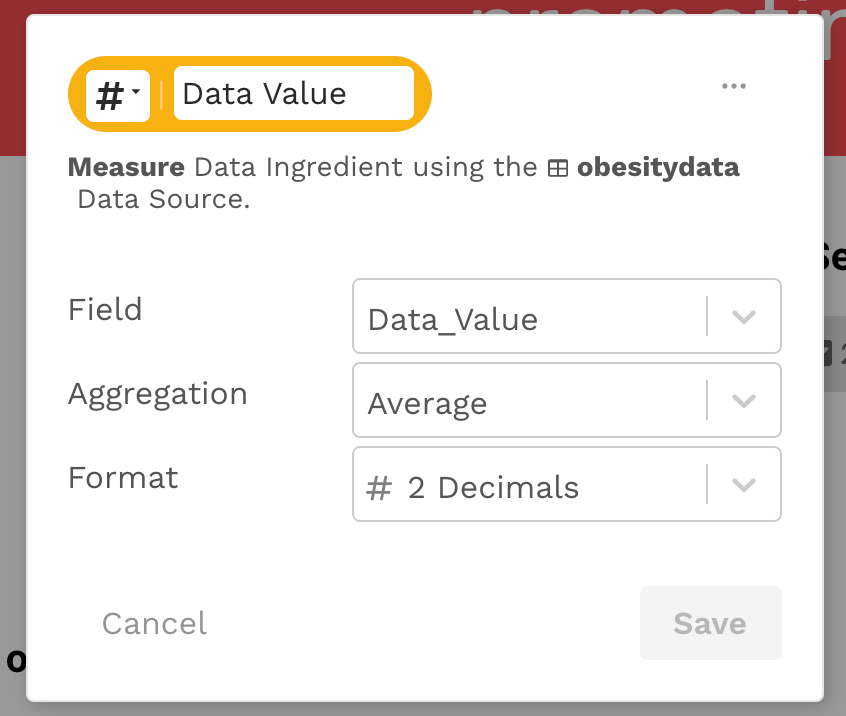 # Data Value
...
Measure Data Ingredient using the obesitydata
Data Source.
Field Data_Value
Aggregation Average
Format # 2 Decimals
Cancel Save